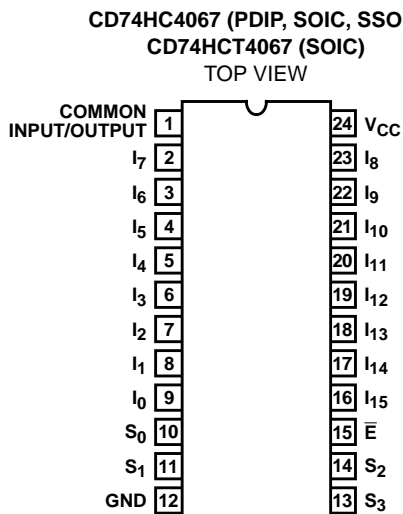 CD74HC4067 (PDIP, SOIC, SSO
CD74HCT4067 (SOIC)
TOP VIEW
COMMON
INPUT/OUTPUT 1 24 VCC
I7 2 23 I8
I6 3 22 I9
I5 4 21 I10
I4 5 20 I11
I3 6 19 I12
I2 7 18 I13
I1 8 17 I14
I0 9 16 I15
S0 10 15 E̅
S1 11 14 S2
GND 12 13 S3